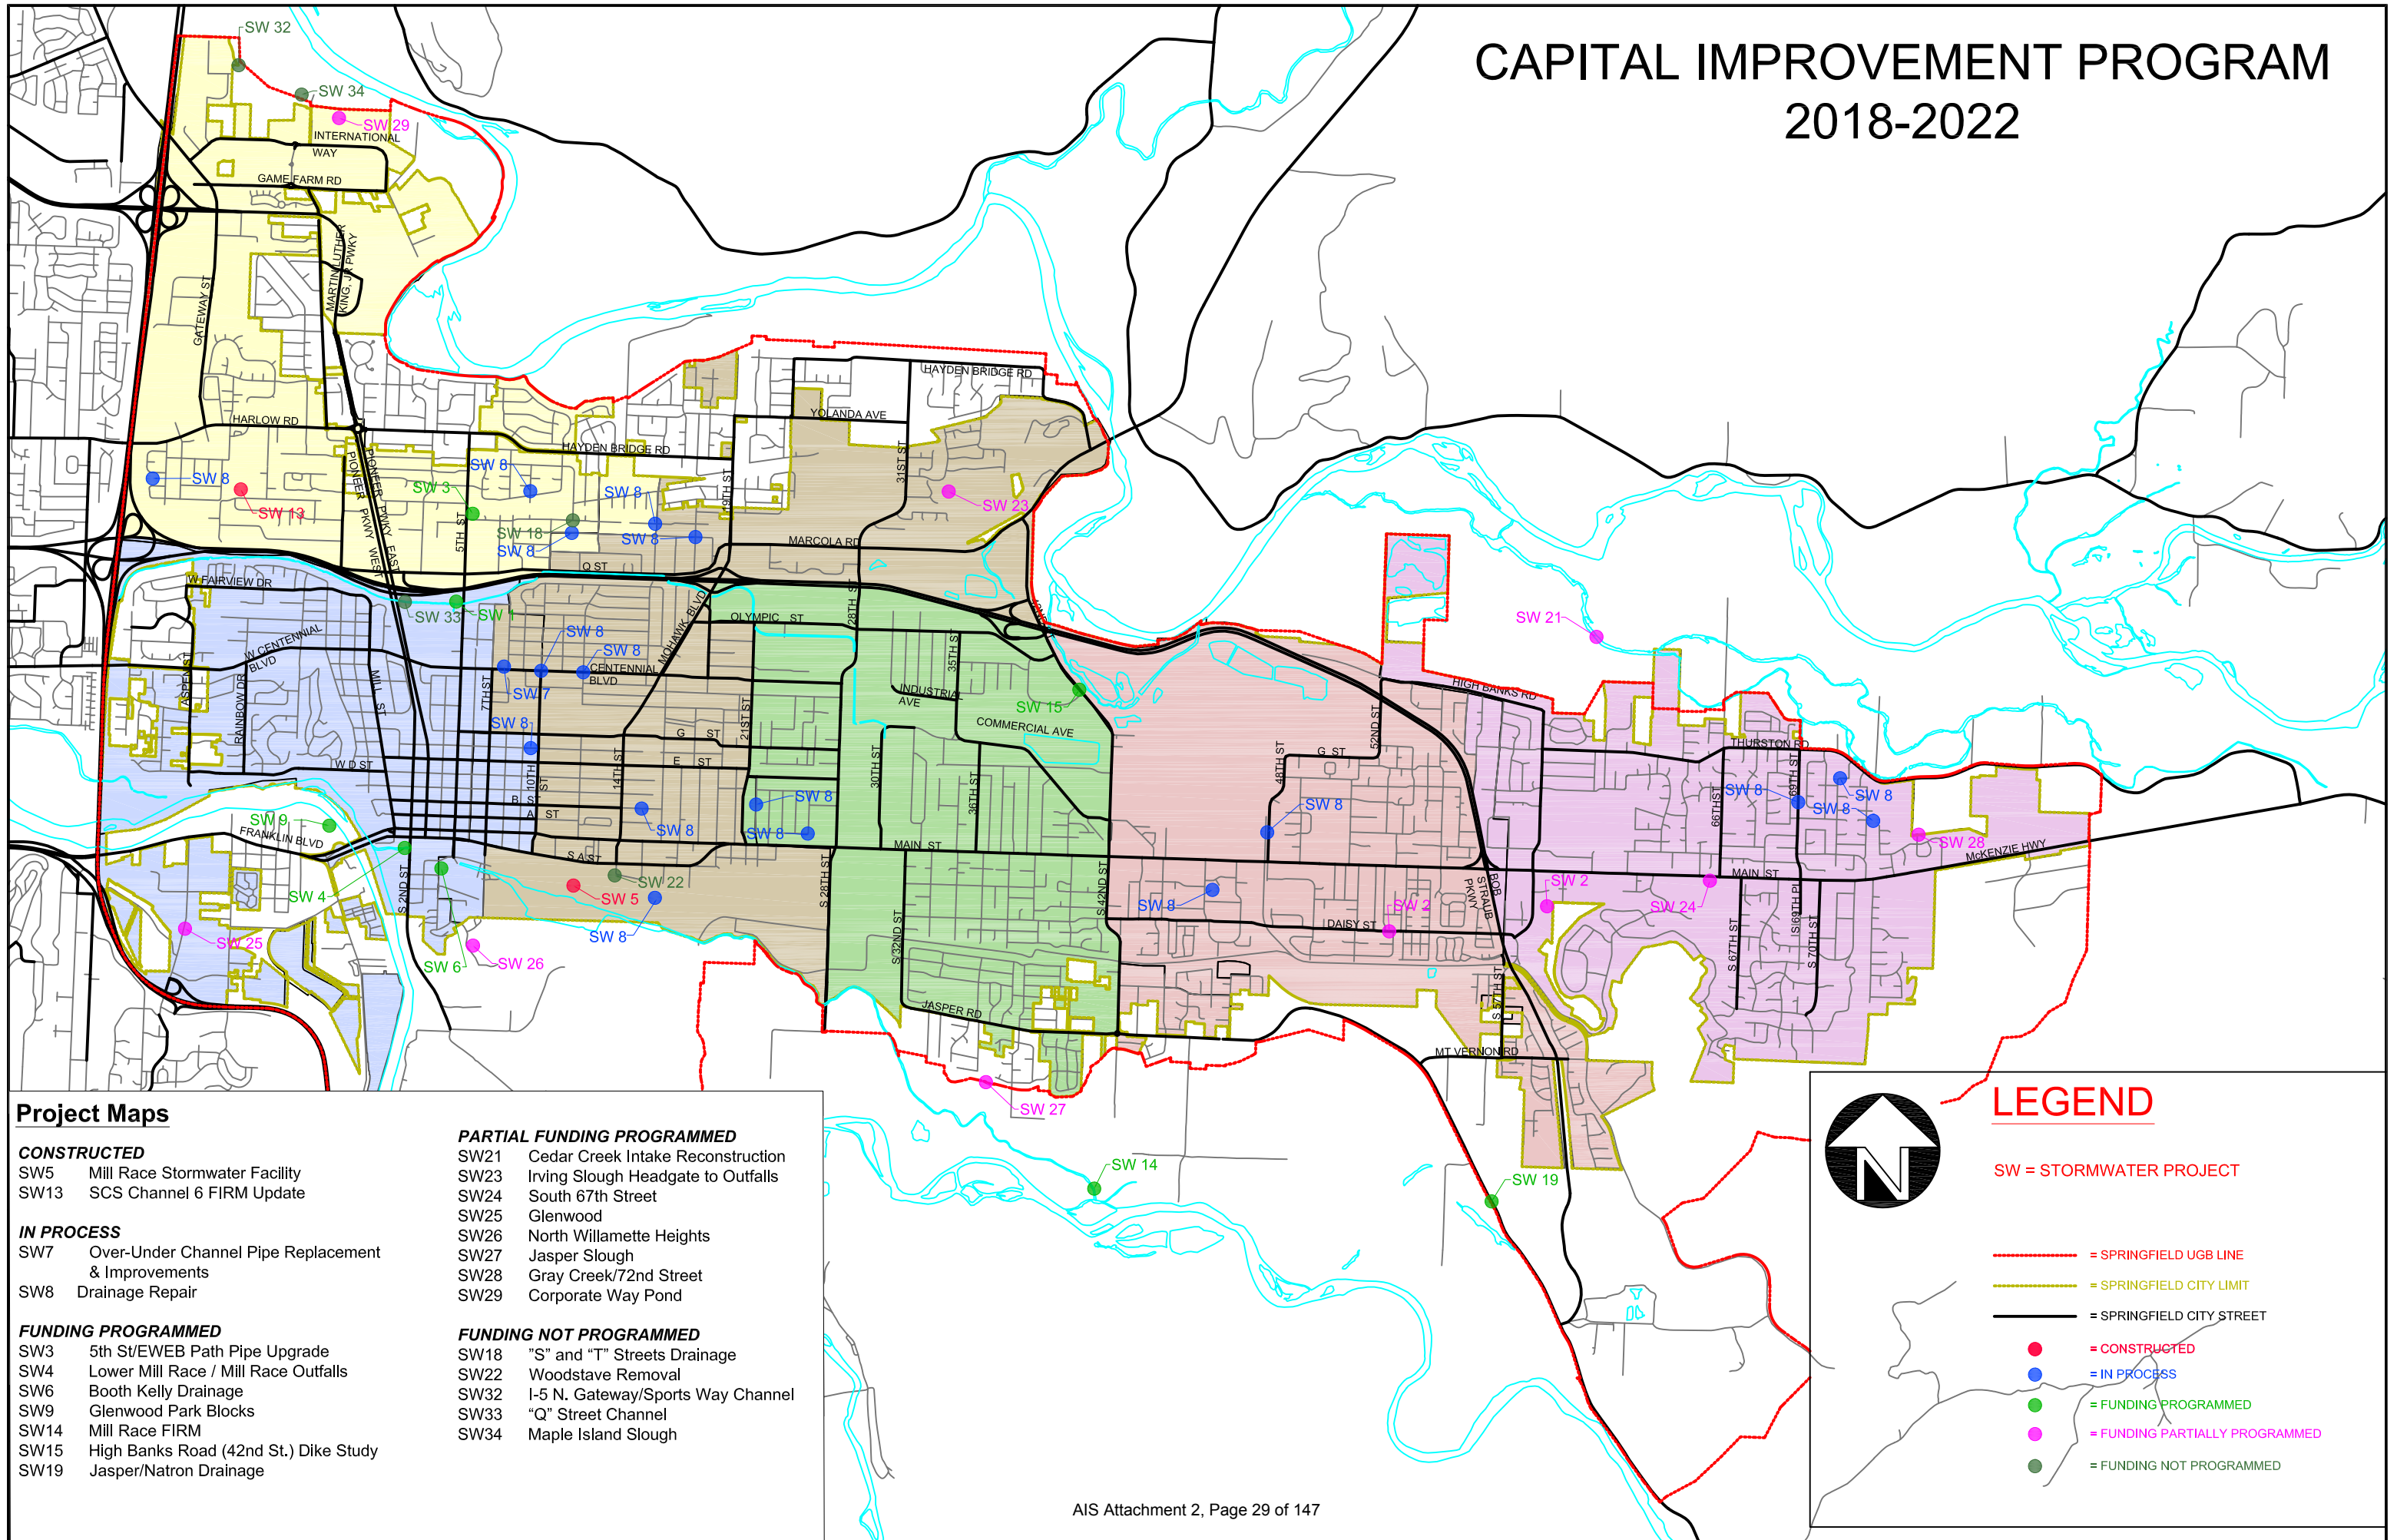 CAPITAL IMPROVEMENT PROGRAM
2018-2022
SW 32
SW 34
SW 29
INTERNATIONAL
WAY
GAME FARM RD
MARTIN LUTHER
KING, JR PWKY
GATEWAY ST
HARLOW RD
HAYDEN BRIDGE RD
YOLANDA AVE
HAYDEN BRIDGE RD
PIONEER PKWY WEST
PIONEER PWKY EAST
SW 8
SW 13
SW 3
5TH ST
SW 8
SW 18
SW 8
SW 8
SW 8
19TH ST
31ST ST
SW 23
MARCOLA RD
Q ST
28TH ST
42ND ST
W FAIRVIEW DR
SW 33
SW 1
W CENTENNIAL
BLVD
ASPEN ST
RAINBOW DR
MILL ST
7TH ST
SW 8
SW 8
SW 7
CENTENNIAL
BLVD
MOHAWK BLVD
OLYMPIC ST
35TH ST
INDUSTRIAL
AVE
COMMERCIAL AVE
SW 15
SW 21
HIGH BANKS RD
52ND ST
SW 8
G ST
E ST
21ST ST
W D ST
10TH ST
14TH ST
B ST
A ST
30TH ST
36TH ST
48TH ST
G ST
THURSTON RD
66TH ST
69TH ST
SW 8
SW 8
SW 8
SW 8
SW 8
SW 8
SW 8
SW 9
FRANKLIN BLVD
SW 4
S 2ND ST
S A ST
MAIN ST
SW 22
SW 5
SW 8
SW 6
SW 26
SW 25
S 28TH ST
S 32ND ST
S 42ND ST
SW 8
DAISY ST
SW 2
BOB
STRAUB
PKWY
SW 2
SW 24
MAIN ST
SW 28
McKENZIE HWY
S 67TH ST
S 69TH PL
S 70TH ST
S 57TH ST
JASPER RD
MT VERNON RD
SW 27
SW 14
SW 19
Project Maps
CONSTRUCTED
SW5 Mill Race Stormwater Facility
SW13 SCS Channel 6 FIRM Update
IN PROCESS
SW7 Over-Under Channel Pipe Replacement
& Improvements
SW8 Drainage Repair
FUNDING PROGRAMMED
SW3 5th St/EWEB Path Pipe Upgrade
SW4 Lower Mill Race / Mill Race Outfalls
SW6 Booth Kelly Drainage
SW9 Glenwood Park Blocks
SW14 Mill Race FIRM
SW15 High Banks Road (42nd St.) Dike Study
SW19 Jasper/Natron Drainage
PARTIAL FUNDING PROGRAMMED
SW21 Cedar Creek Intake Reconstruction
SW23 Irving Slough Headgate to Outfalls
SW24 South 67th Street
SW25 Glenwood
SW26 North Willamette Heights
SW27 Jasper Slough
SW28 Gray Creek/72nd Street
SW29 Corporate Way Pond
FUNDING NOT PROGRAMMED
SW18 "S" and “T” Streets Drainage
SW22 Woodstave Removal
SW32 I-5 N. Gateway/Sports Way Channel
SW33 “Q” Street Channel
SW34 Maple Island Slough
N
LEGEND
SW = STORMWATER PROJECT
= SPRINGFIELD UGB LINE
= SPRINGFIELD CITY LIMIT
= SPRINGFIELD CITY STREET
= CONSTRUCTED
= IN PROCESS
= FUNDING PROGRAMMED
= FUNDING PARTIALLY PROGRAMMED
= FUNDING NOT PROGRAMMED
AIS Attachment 2, Page 29 of 147